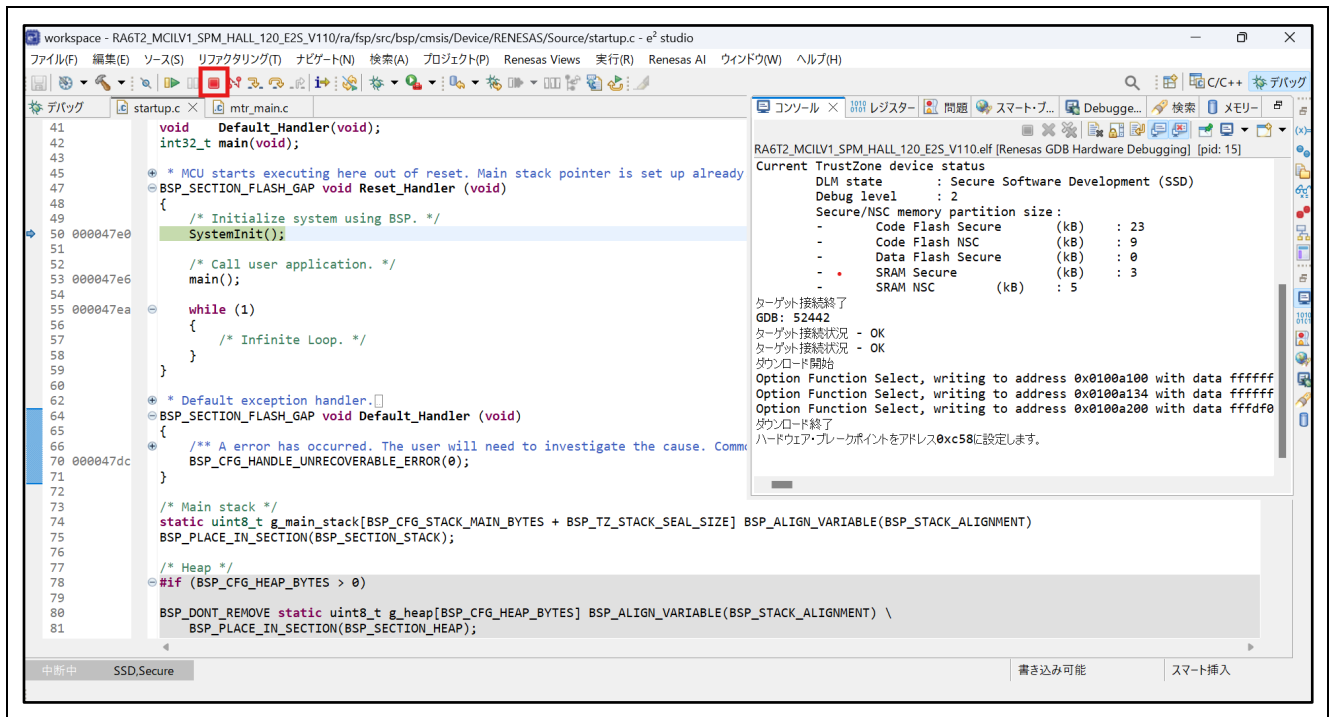 workspace - RA6T2_MCILV1_SPM_HALL_120_E2S_V110/ra/fsp/src/bsp/cmsis/Device/RENESAS/Source/startup.c - e² studio
ファイル(F) 編集(E) ソース(S) リファクタリング(T) ナビゲート(N) 検索(A) プロジェクト(P) Renesas Views 実行(R) Renesas AI ウィンドウ(W) ヘルプ(H)
C/C++ デバッグ
デバッグ startup.c mtr_main.c
41 void Default_Handler(void);
42 int32_t main(void);
43
45 * MCU starts executing here out of reset. Main stack pointer is set up already
47 BSP_SECTION_FLASH_GAP void Reset_Handler (void)
48 {
49 /* Initialize system using BSP. */
50 000047e0 SystemInit();
51
52 /* Call user application. */
53 000047e6 main();
54
55 000047ea while (1)
56 {
57 /* Infinite Loop. */
58 }
59 }
60
62 * Default exception handler.
64 BSP_SECTION_FLASH_GAP void Default_Handler (void)
65 {
66 /** A error has occurred. The user will need to investigate the cause. Commo
70 000047dc BSP_CFG_HANDLE_UNRECOVERABLE_ERROR(0);
71 }
72
73 /* Main stack */
74 static uint8_t g_main_stack[BSP_CFG_STACK_MAIN_BYTES + BSP_TZ_STACK_SEAL_SIZE] BSP_ALIGN_VARIABLE(BSP_STACK_ALIGNMENT)
75 BSP_PLACE_IN_SECTION(BSP_SECTION_STACK);
76
77 /* Heap */
78 #if (BSP_CFG_HEAP_BYTES > 0)
79
80 BSP_DONT_REMOVE static uint8_t g_heap[BSP_CFG_HEAP_BYTES] BSP_ALIGN_VARIABLE(BSP_STACK_ALIGNMENT) \
81 BSP_PLACE_IN_SECTION(BSP_SECTION_HEAP);
コンソール レジスター 問題 スマート・ブ... Debugge... 検索 メモリー
RA6T2_MCILV1_SPM_HALL_120_E2S_V110.elf [Renesas GDB Hardware Debugging] [pid: 15]
Current TrustZone device status
DLM state : Secure Software Development (SSD)
Debug level : 2
Secure/NSC memory partition size:
- Code Flash Secure (kB) : 23
- Code Flash NSC (kB) : 9
- Data Flash Secure (kB) : 0
- SRAM Secure (kB) : 3
- SRAM NSC (kB) : 5
ターゲット接続終了
GDB: 52442
ターゲット接続状況 - OK
ターゲット接続状況 - OK
ダウンロード開始
Option Function Select, writing to address 0x0100a100 with data ffffff
Option Function Select, writing to address 0x0100a134 with data ffffff
Option Function Select, writing to address 0x0100a200 with data fffdf0
ダウンロード終了
ハードウェア・ブレークポイントをアドレス0xc58に設定します。
中断中 SSD,Secure 書き込み可能 スマート挿入